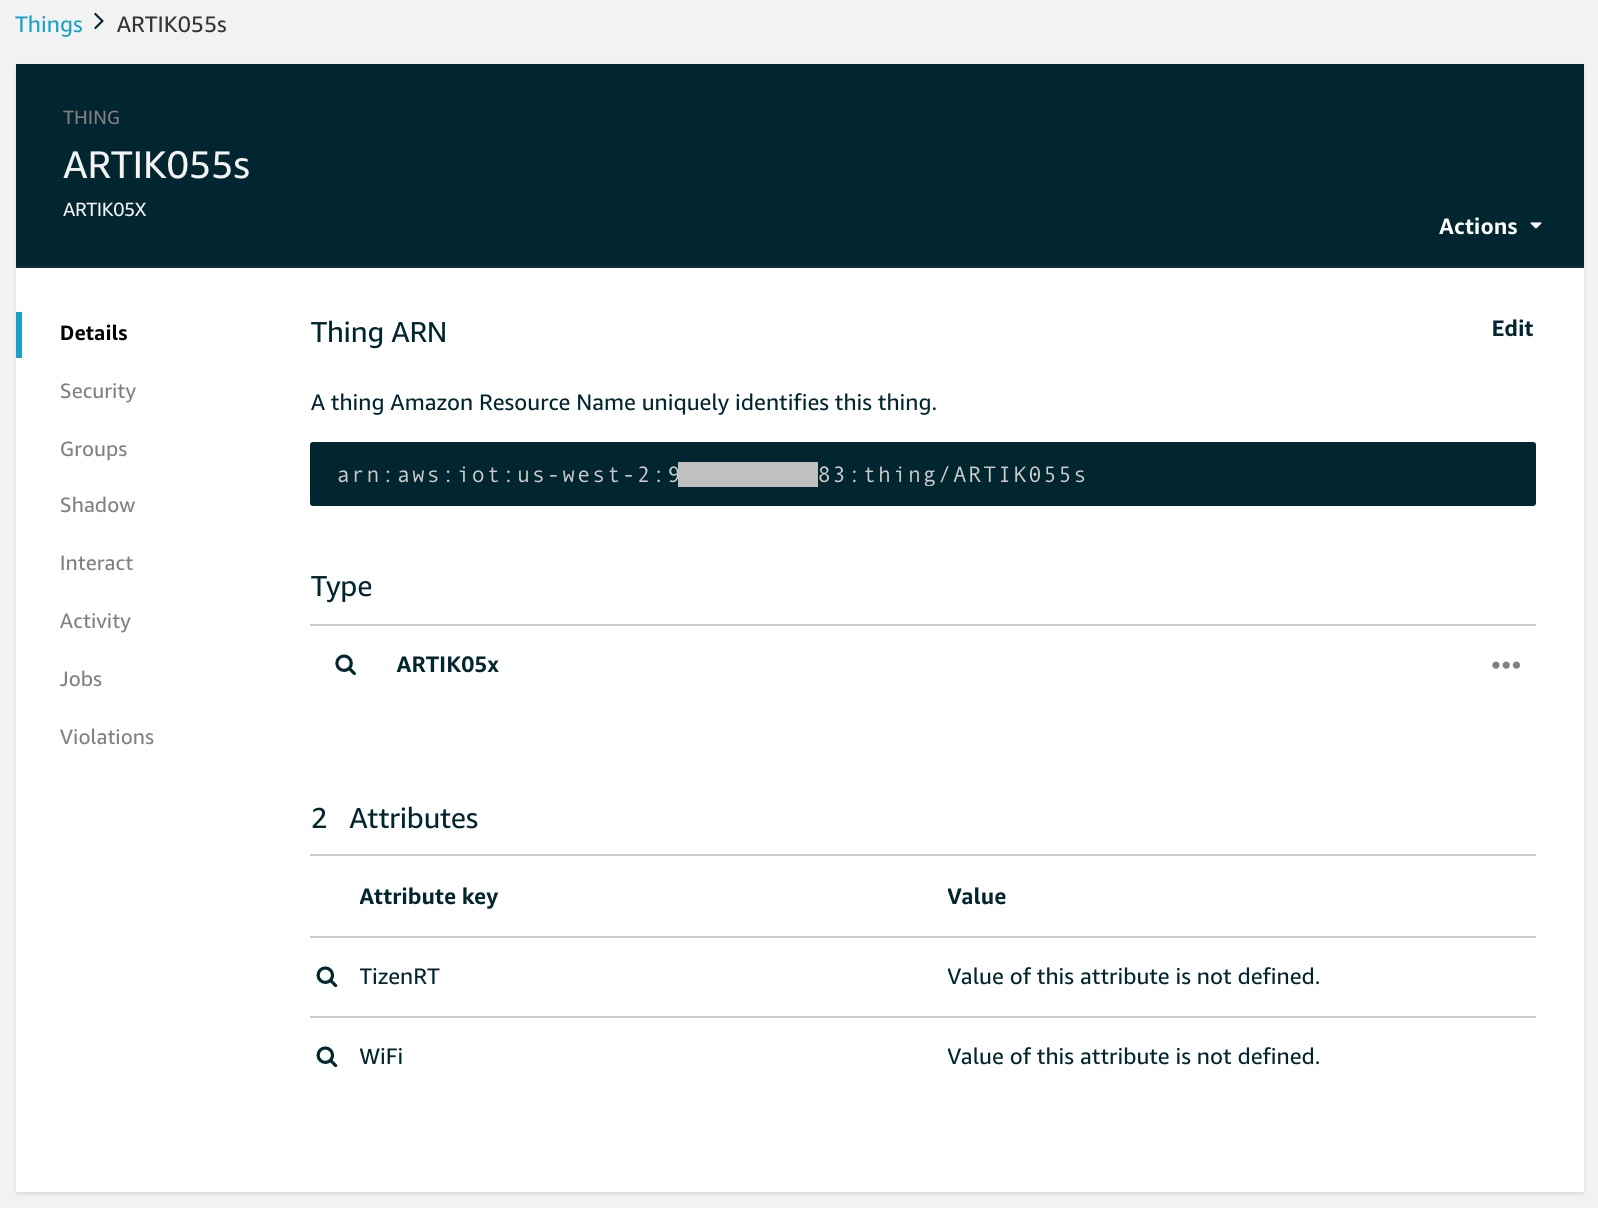 Things > ARTIK055s
THING
ARTIK055s
ARTIK05X
Actions
Details
Security
Groups
Shadow
Interact
Activity
Jobs
Violations
Thing ARN
Edit
A thing Amazon Resource Name uniquely identifies this thing.
arn:aws:iot:us-west-2:9 83:thing/ARTIK055s
Type
ARTIK05x
2 Attributes
Attribute key Value
TizenRT Value of this attribute is not defined.
WiFi Value of this attribute is not defined.